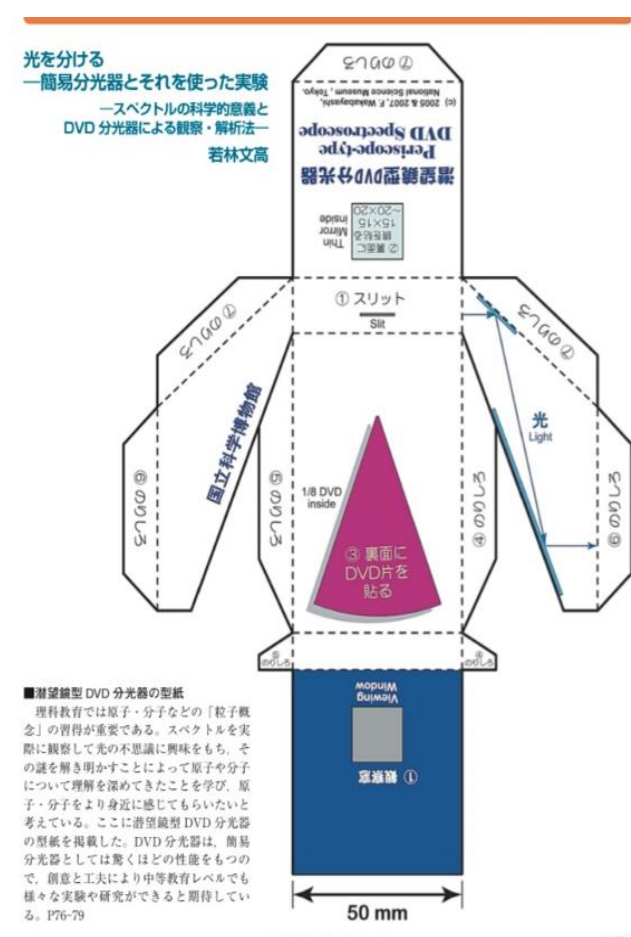 光を分ける
―簡易分光器とそれを使った実験
―スペクトルの科学的意義と
DVD 分光器による観察・解析法―
若林文高
⑦ のりしろ
(c) 2005 & 2007, F. Wakabayashi,
National Science Museum, Tokyo.
潜望鏡型DVD分光器
Periscope-type
DVD Spectroscope
② 裏面に
鏡を貼る
15×15
~20×20
Thin
Mirror
inside
① スリット
Slit
⑦ のりしろ
⑦ のりしろ
国立科学博物館
光
Light
⑥ のりしろ
⑤ のりしろ
1/8 DVD
inside
③ 裏面に
DVD片を
貼る
④ のりしろ
⑥ のりしろ
のりしろ
のりしろ
① 観察窓
Viewing
Window
50 mm
■潜望鏡型 DVD 分光器の型紙
理科教育では原子・分子などの「粒子概
念」の習得が重要である。スペクトルを実
際に観察して光の不思議に興味をもち，そ
の謎を解き明かすことによって原子や分子
について理解を深めてきたことを学び，原
子・分子をより身近に感じてもらいたいと
考えている。ここに潜望鏡型 DVD 分光器
の型紙を掲載した。DVD 分光器は，簡易
分光器としては驚くほどの性能をもつの
で，創意と工夫により中等教育レベルでも
様々な実験や研究ができると期待してい
る。P76-79